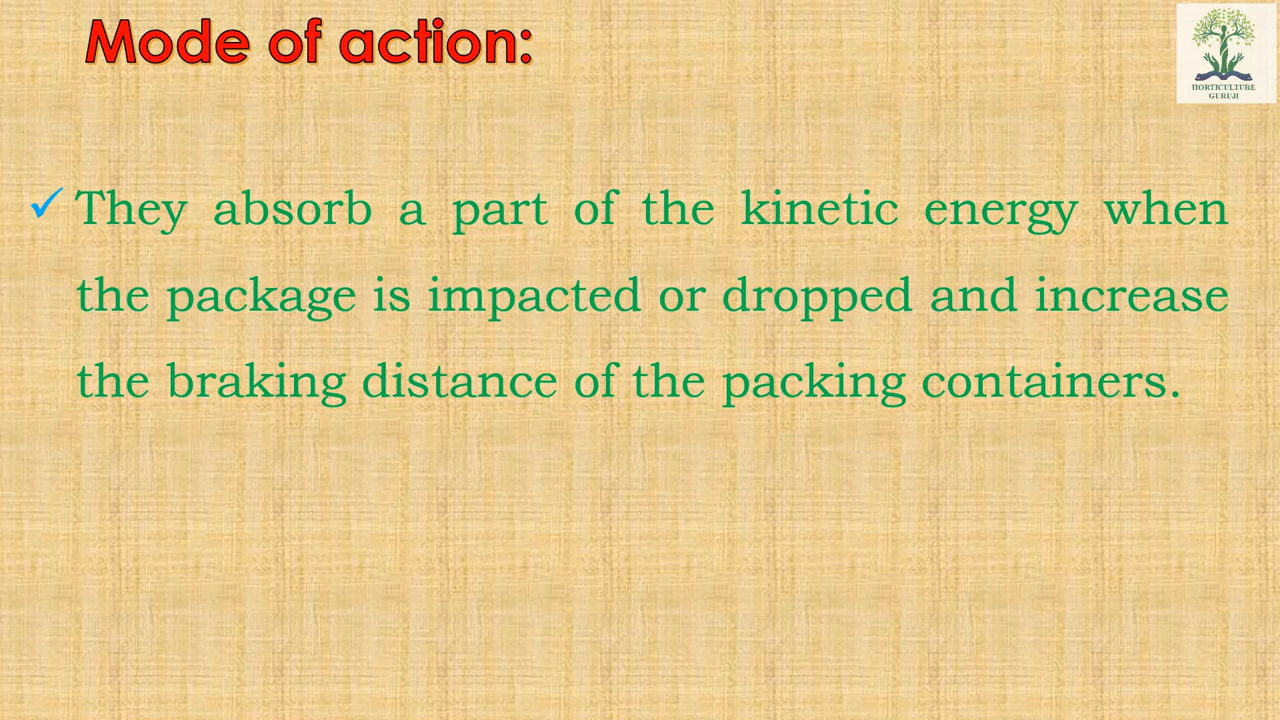 Mode of action:
HORTICULTURE
GURUJI
✓ They absorb a part of the kinetic energy when
the package is impacted or dropped and increase
the braking distance of the packing containers.